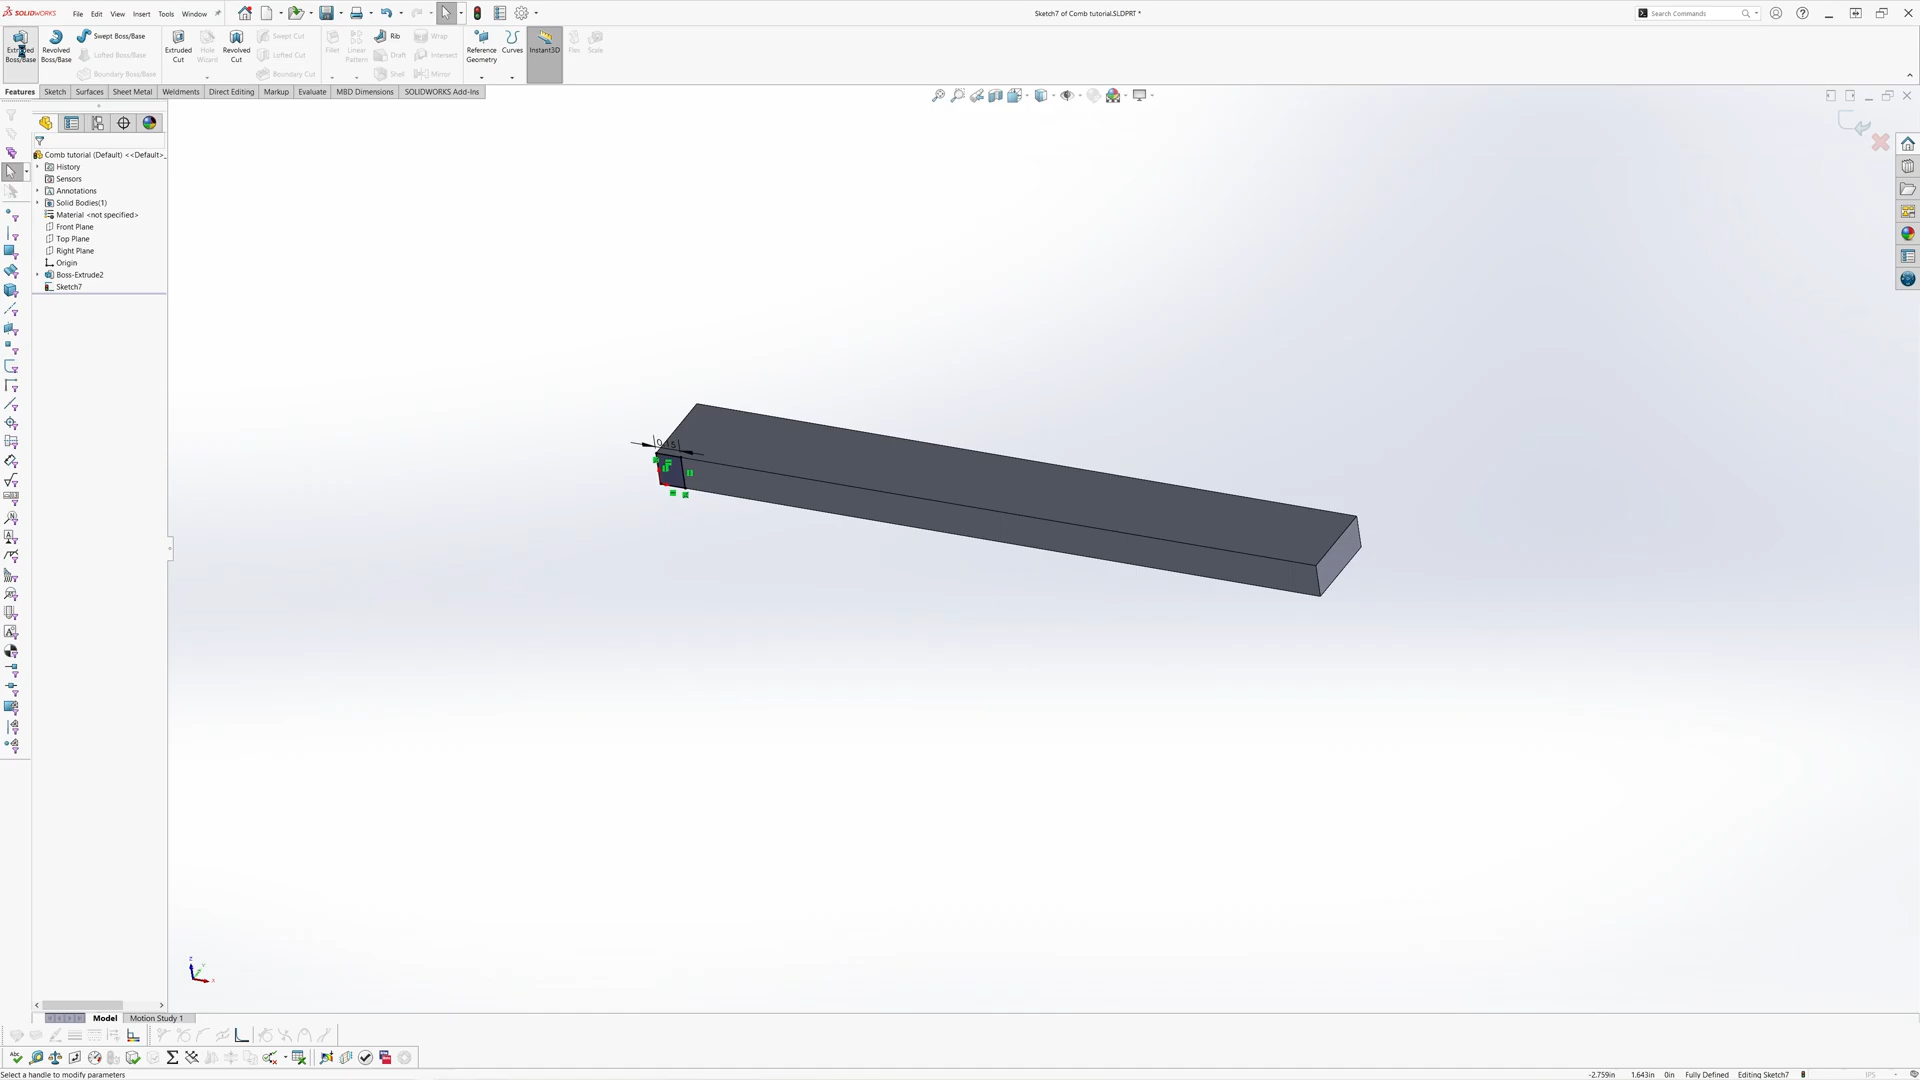 SOLIDWORKS File Edit View Insert Tools Window Sketch7 of Comb tutorial.SLDPRT * Search Commands
Extruded Boss/Base Revolved Boss/Base Swept Boss/Base Lofted Boss/Base Boundary Boss/Base Extruded Cut Hole Wizard Revolved Cut Swept Cut Lofted Cut Boundary Cut Fillet Linear Pattern Rib Draft Shell Wrap Intersect Mirror Reference Geometry Curves Instant3D Flex Scale
Features Sketch Surfaces Sheet Metal Weldments Direct Editing Markup Evaluate MBD Dimensions SOLIDWORKS Add-Ins
Comb tutorial (Default) <<Default>_
History
Sensors
Annotations
Solid Bodies(1)
Material <not specified>
Front Plane
Top Plane
Right Plane
Origin
Boss-Extrude2
Sketch7
Model Motion Study 1
Select a handle to modify parameters -2.759in 1.643in 0in Fully Defined Editing Sketch7 IPS